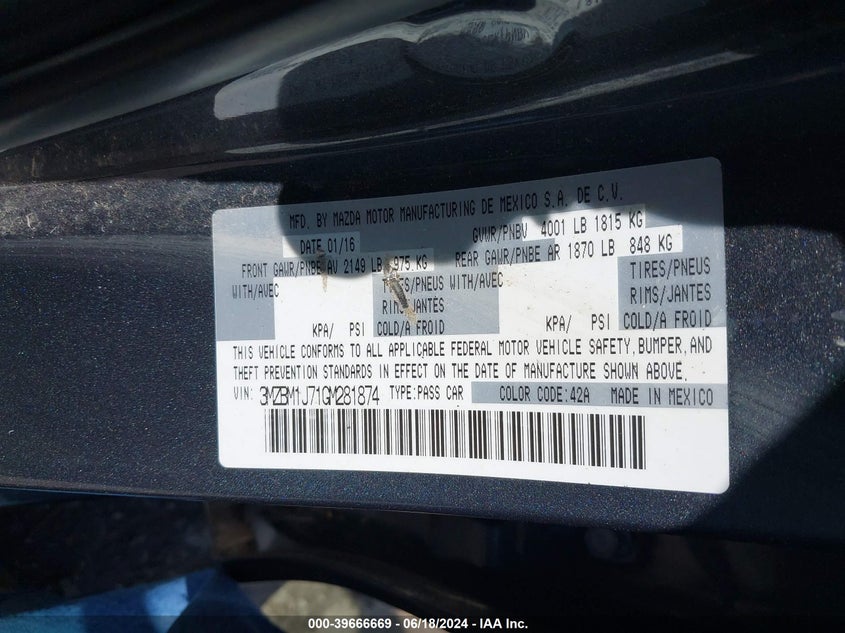 MFD. BY MAZDA MOTOR MANUFACTURING DE MEXICO S.A. DE C.V.
DATE 01/16 GVWR/PNBV 4001 LB 1815 KG
FRONT GAWR/PNBE AV 2149 LB 975 KG REAR GAWR/PNBE AR 1870 LB 848 KG
WITH/AVEC TIRES/PNEUS WITH/AVEC TIRES/PNEUS
RIMS/JANTES RIMS/JANTES
KPA/ PSI COLD/A FROID KPA/ PSI COLD/A FROID
THIS VEHICLE CONFORMS TO ALL APPLICABLE FEDERAL MOTOR VEHICLE SAFETY, BUMPER, AND
THEFT PREVENTION STANDARDS IN EFFECT ON THE DATE OF MANUFACTURE SHOWN ABOVE.
VIN: 3MZBM1J71GM281874 TYPE: PASS CAR COLOR CODE: 42A MADE IN MEXICO
000-39666669 - 06/18/2024 - IAA Inc.